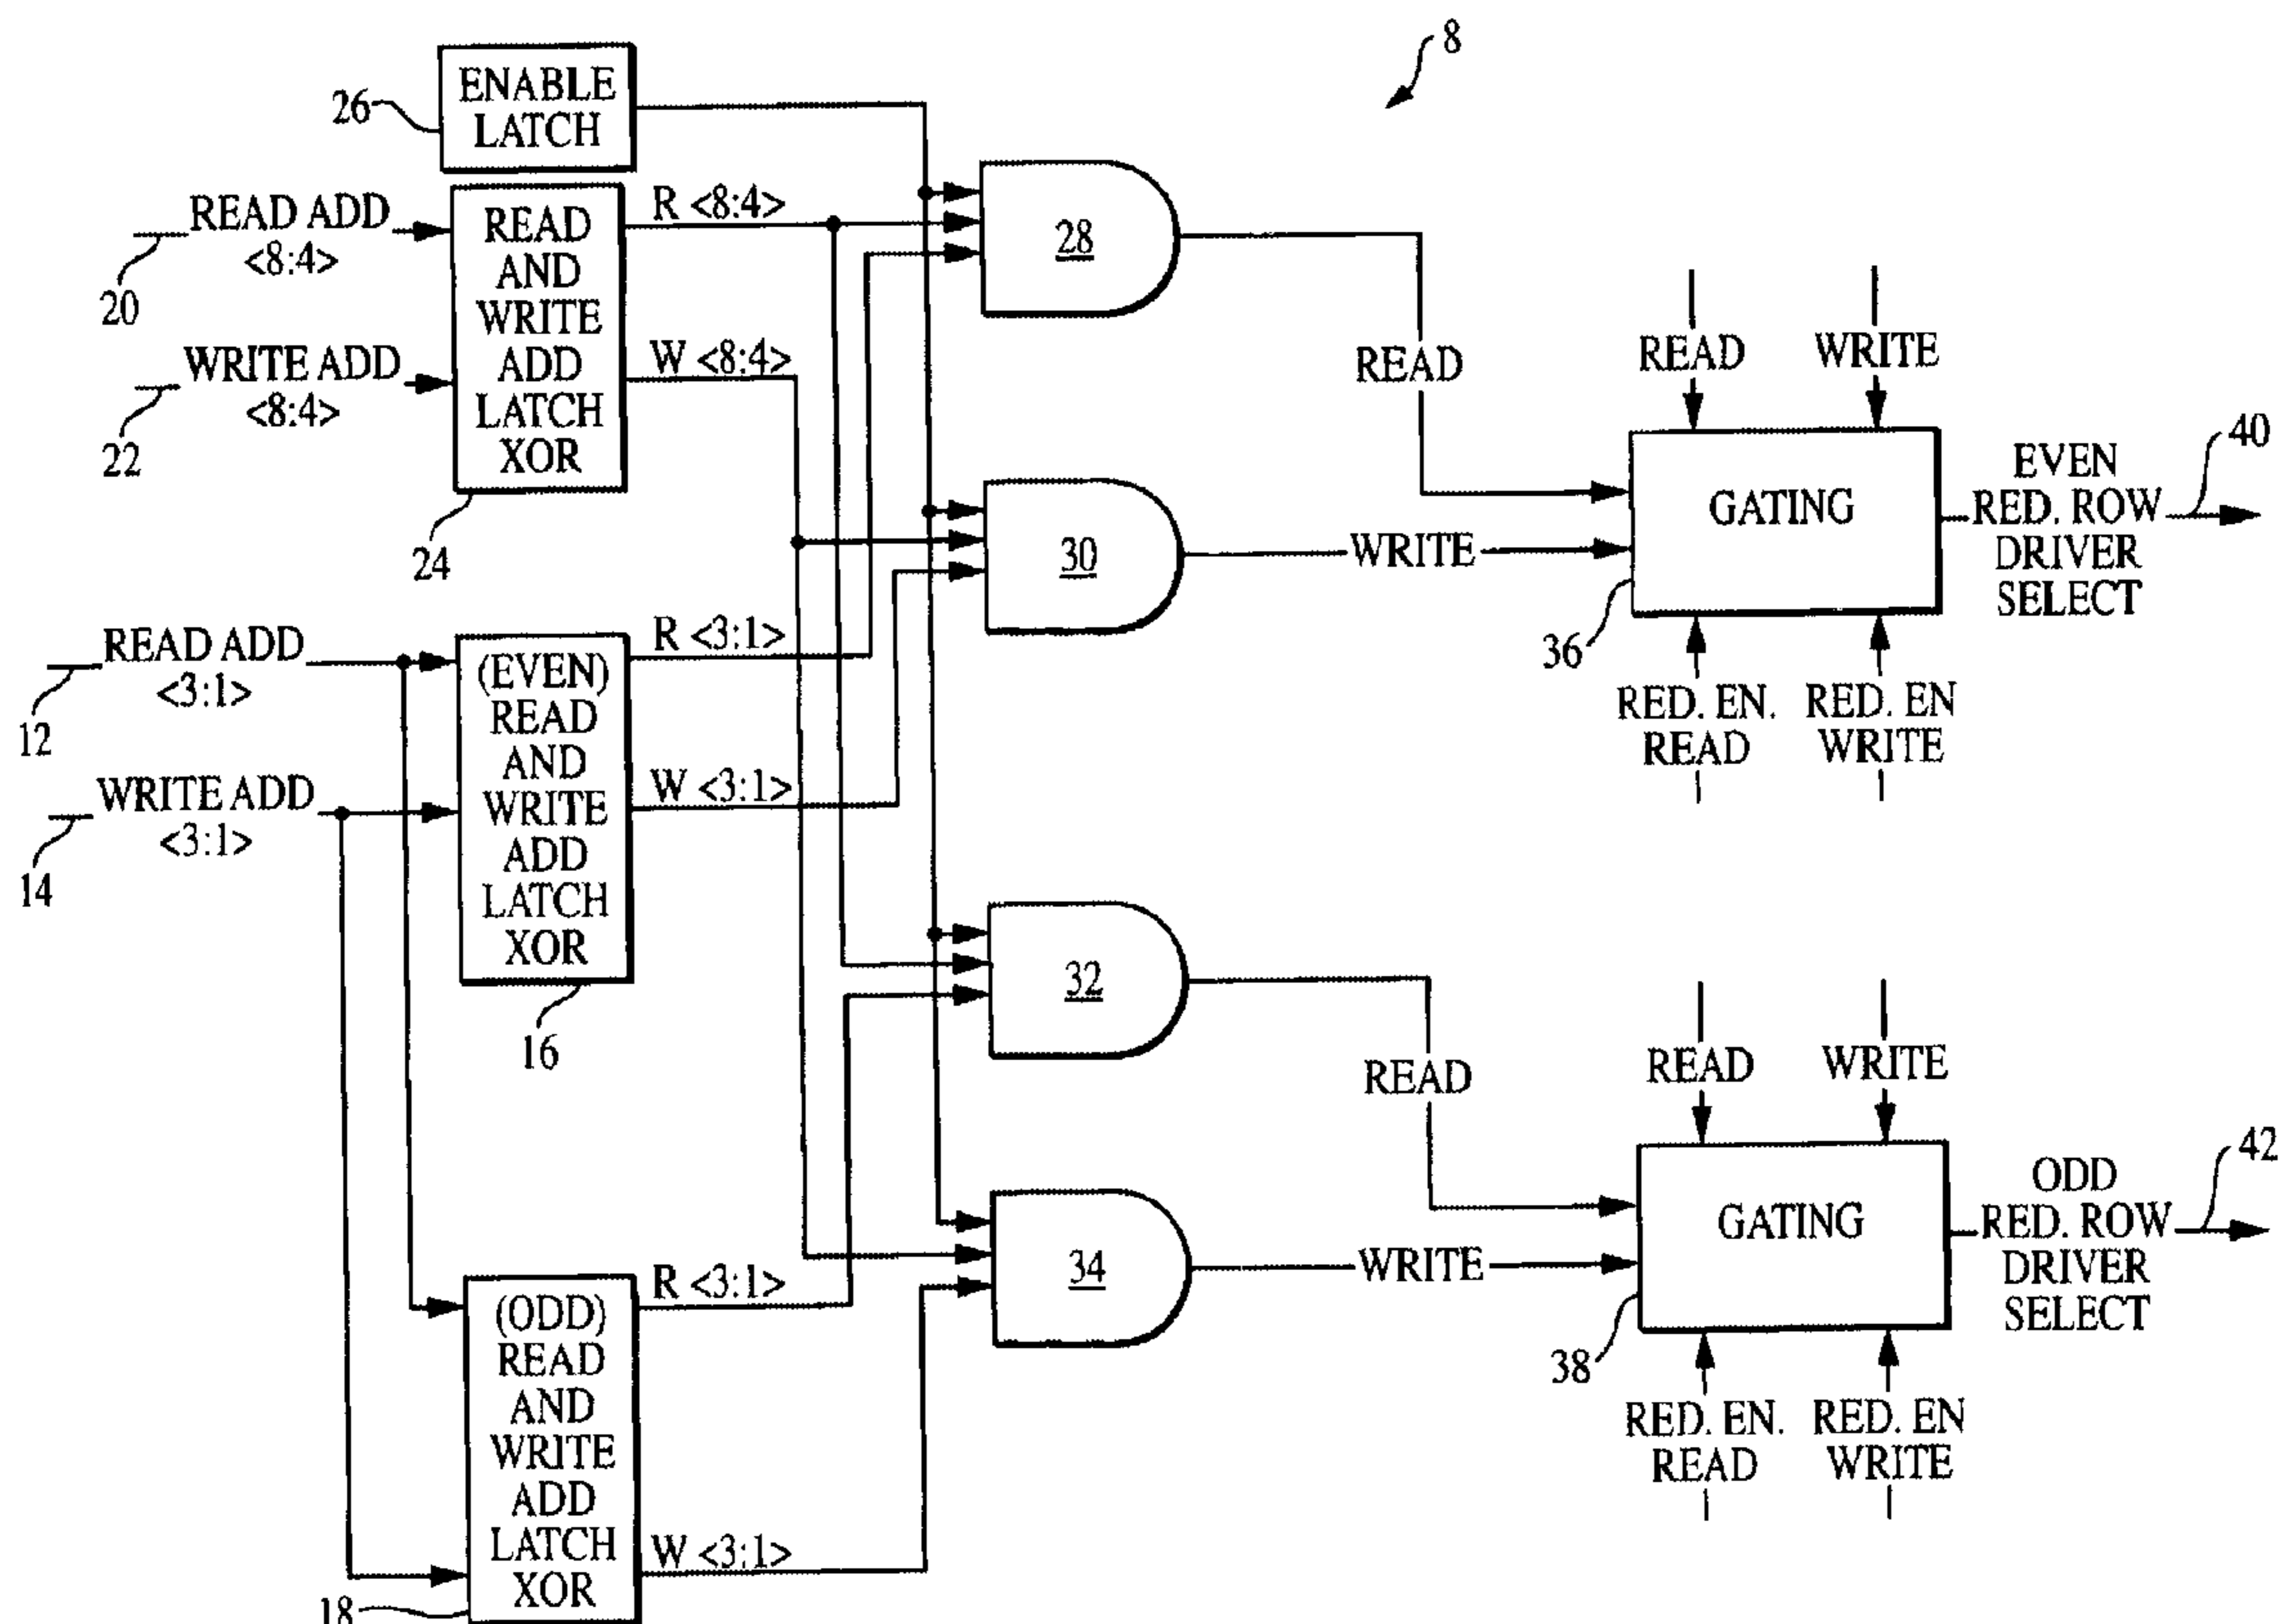 8
26
ENABLE
LATCH
READ ADD
<8:4>
20
WRITE ADD
<8:4>
22
READ
AND
WRITE
ADD
LATCH
XOR
24
R <8:4>
W <8:4>
28
30
READ
WRITE
READ
WRITE
GATING
36
RED. EN.
READ
RED. EN
WRITE
EVEN
RED. ROW
DRIVER
SELECT
40
READ ADD
<3:1>
12
WRITE ADD
<3:1>
14
(EVEN)
READ
AND
WRITE
ADD
LATCH
XOR
16
R <3:1>
W <3:1>
32
34
READ
WRITE
READ
WRITE
GATING
38
RED. EN.
READ
RED. EN
WRITE
ODD
RED. ROW
DRIVER
SELECT
42
(ODD)
READ
AND
WRITE
ADD
LATCH
XOR
18
R <3:1>
W <3:1>